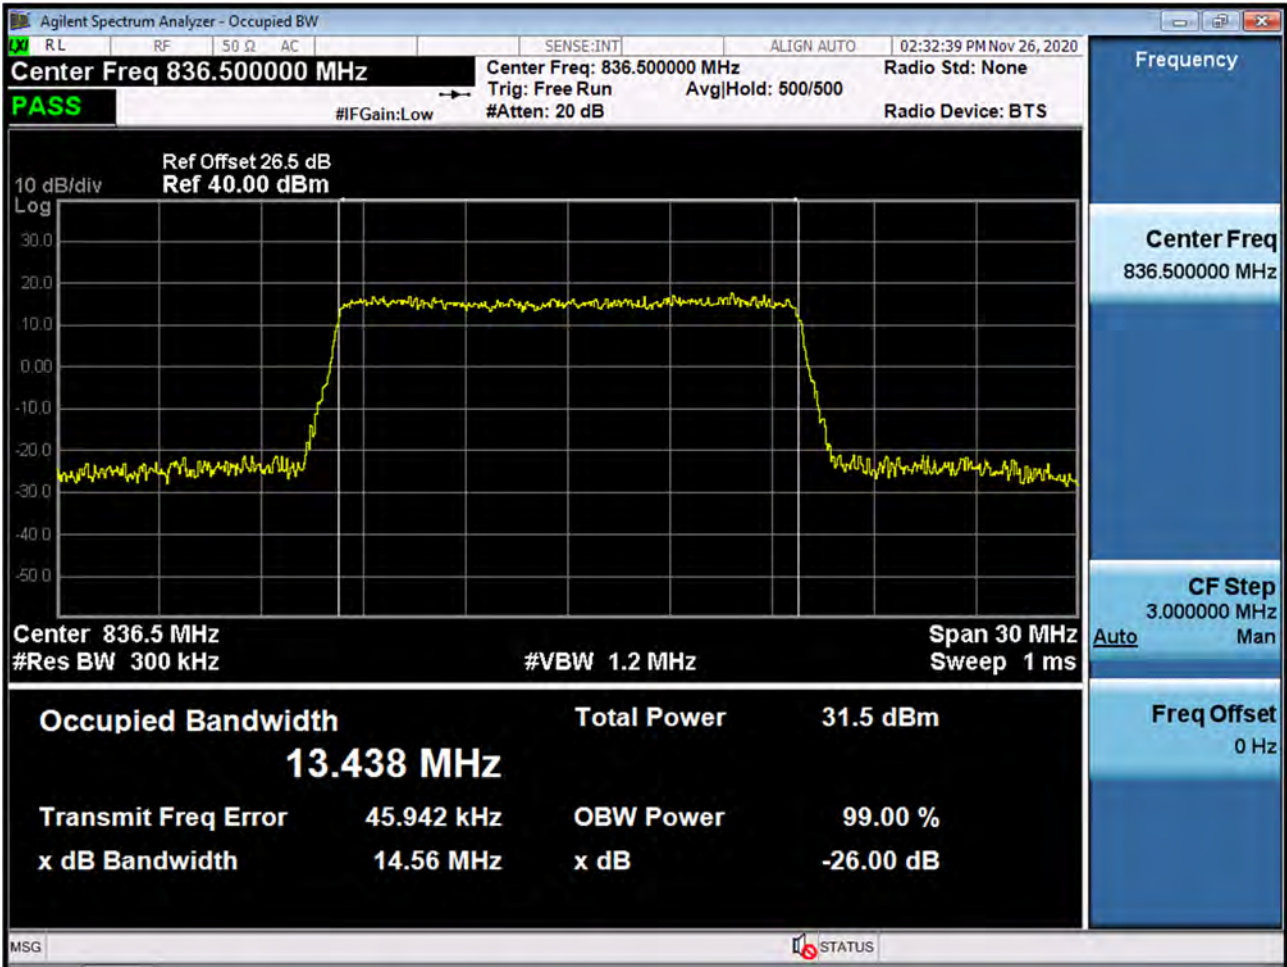 Agilent Spectrum Analyzer - Occupied BW
LXI RL RF 50 Ω AC SENSE:INT ALIGN AUTO 02:32:39 PM Nov 26, 2020
Center Freq 836.500000 MHz
Center Freq: 836.500000 MHz Radio Std: None
Trig: Free Run Avg|Hold: 500/500
PASS
#IFGain:Low #Atten: 20 dB Radio Device: BTS
Frequency
Ref Offset 26.5 dB
10 dB/div Ref 40.00 dBm
Log
30.0
20.0
10.0
0.00
-10.0
-20.0
-30.0
-40.0
-50.0
Center Freq
836.500000 MHz
CF Step
3.000000 MHz
Auto Man
Center 836.5 MHz Span 30 MHz
#Res BW 300 kHz #VBW 1.2 MHz Sweep 1 ms
Freq Offset
0 Hz
Occupied Bandwidth Total Power 31.5 dBm
13.438 MHz
Transmit Freq Error 45.942 kHz OBW Power 99.00 %
x dB Bandwidth 14.56 MHz x dB -26.00 dB
MSG STATUS